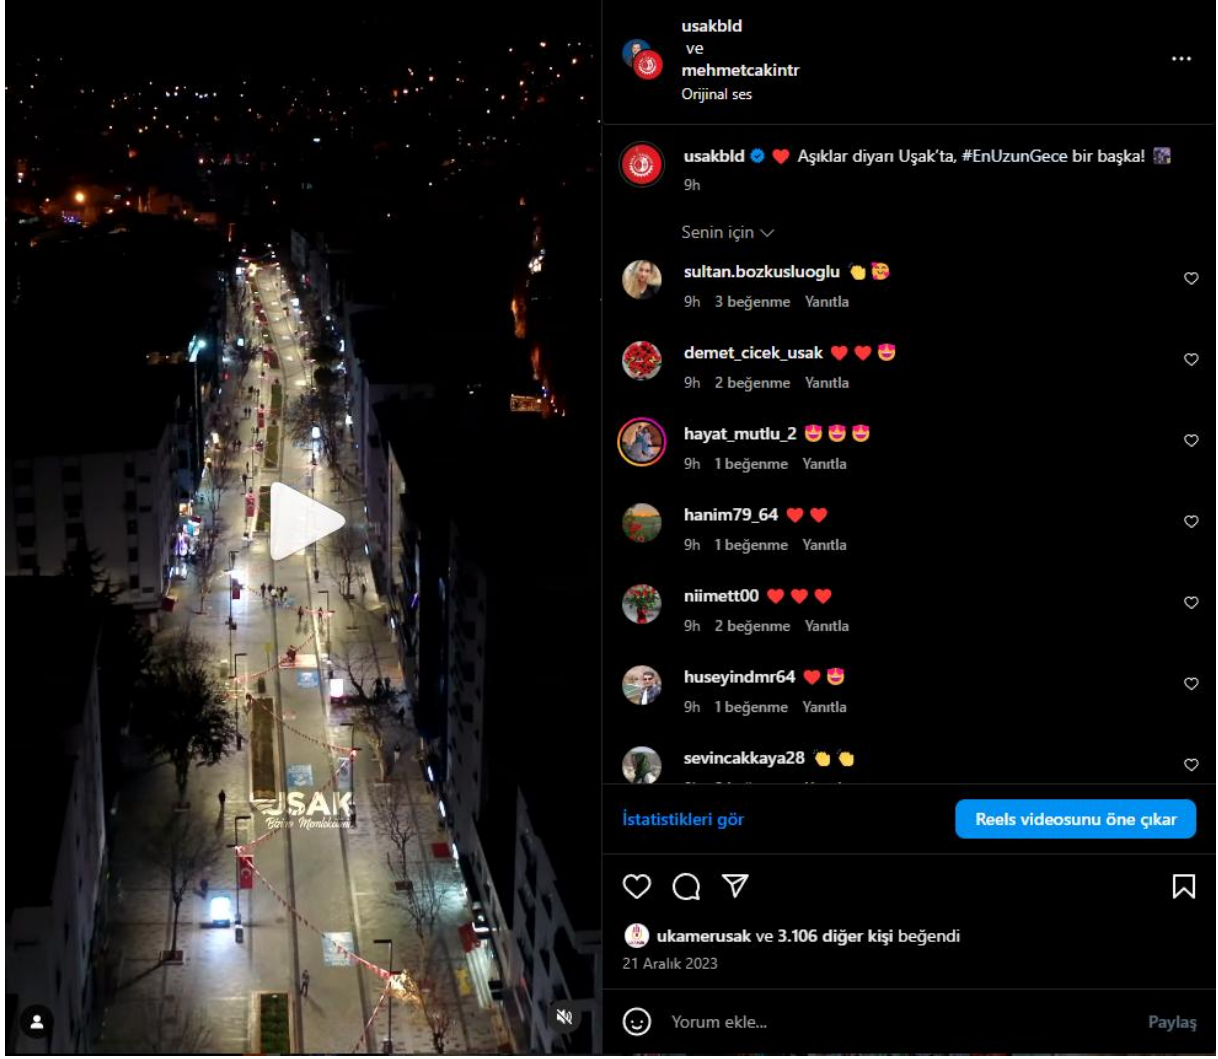 usakbld
ve
mehmetcakintr
Orijinal ses
usakbld ❤️ Aşıklar diyarı Uşak’ta, #EnUzunGece bir başka!
9h
Senin için
sultan.bozkusluoglu 👏🥰
9h 3 beğenme Yanıtla
demet_cicek_usak ❤️❤️😍
9h 2 beğenme Yanıtla
hayat_mutlu_2 😍😍😍
9h 1 beğenme Yanıtla
hanim79_64 ❤️❤️
9h 1 beğenme Yanıtla
niimett00 ❤️❤️❤️
9h 2 beğenme Yanıtla
huseyindmr64 ❤️😍
9h 1 beğenme Yanıtla
sevincakkaya28 👏👏
UŞAK
Bizim Memleketimiz
İstatistikleri gör
Reels videosunu öne çıkar
ukamerusak ve 3.106 diğer kişi beğendi
21 Aralık 2023
Yorum ekle...
Paylaş